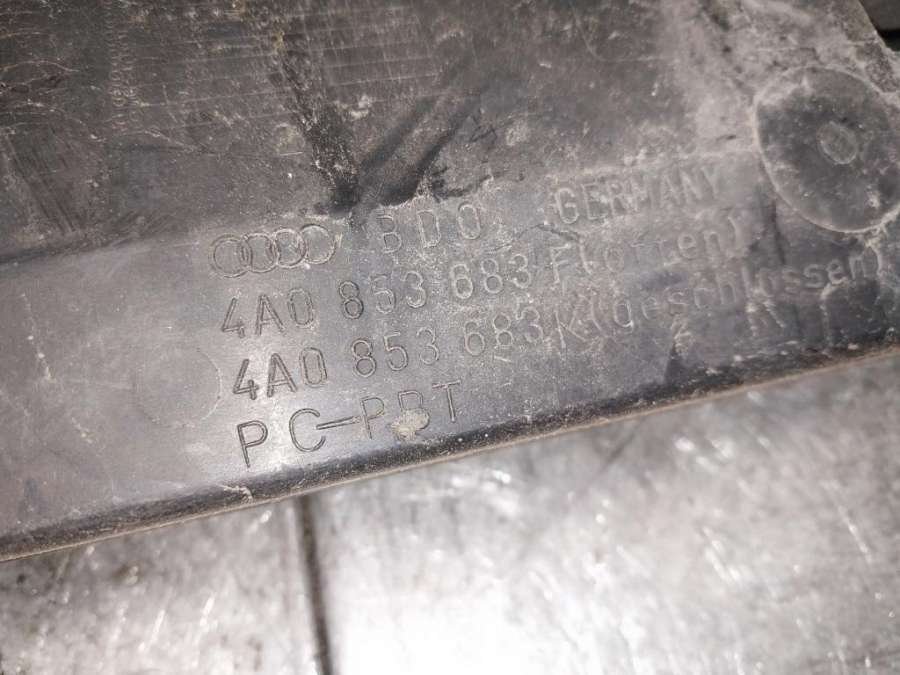 BDO GERMANY
4A0 853 683 F(offen)
4A0 853 683 K(geschlossen)
PC-PBT